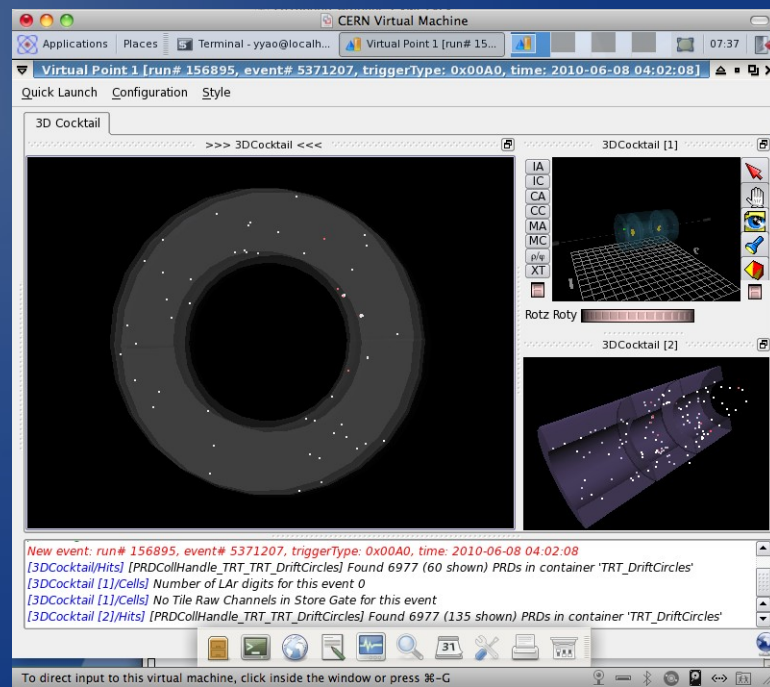 CERN Virtual Machine
Applications Places Terminal - yyao@localh... Virtual Point 1 [run# 15... 07:37
Virtual Point 1 [run# 156895, event# 5371207, triggerType: 0x00A0, time: 2010-06-08 04:02:08]
Quick Launch Configuration Style
3D Cocktail
>>> 3DCocktail <<<
3DCocktail [1]
IA
IC
CA
CC
MA
MC
ρ/φ
XT
Rotz Roty
3DCocktail [2]
New event: run# 156895, event# 5371207, triggerType: 0x00A0, time: 2010-06-08 04:02:08
[3DCocktail/Hits] [PRDCollHandle_TRT_TRT_DriftCircles] Found 6977 (60 shown) PRDs in container 'TRT_DriftCircles'
[3DCocktail [1]/Cells] Number of LAr digits for this event 0
[3DCocktail [1]/Cells] No Tile Raw Channels in Store Gate for this event
[3DCocktail [2]/Hits] [PRDCollHandle_TRT_TRT_DriftCircles] Found 6977 (135 shown) PRDs in container 'TRT_DriftCircles'
31
To direct input to this virtual machine, click inside the window or press ⌘-G